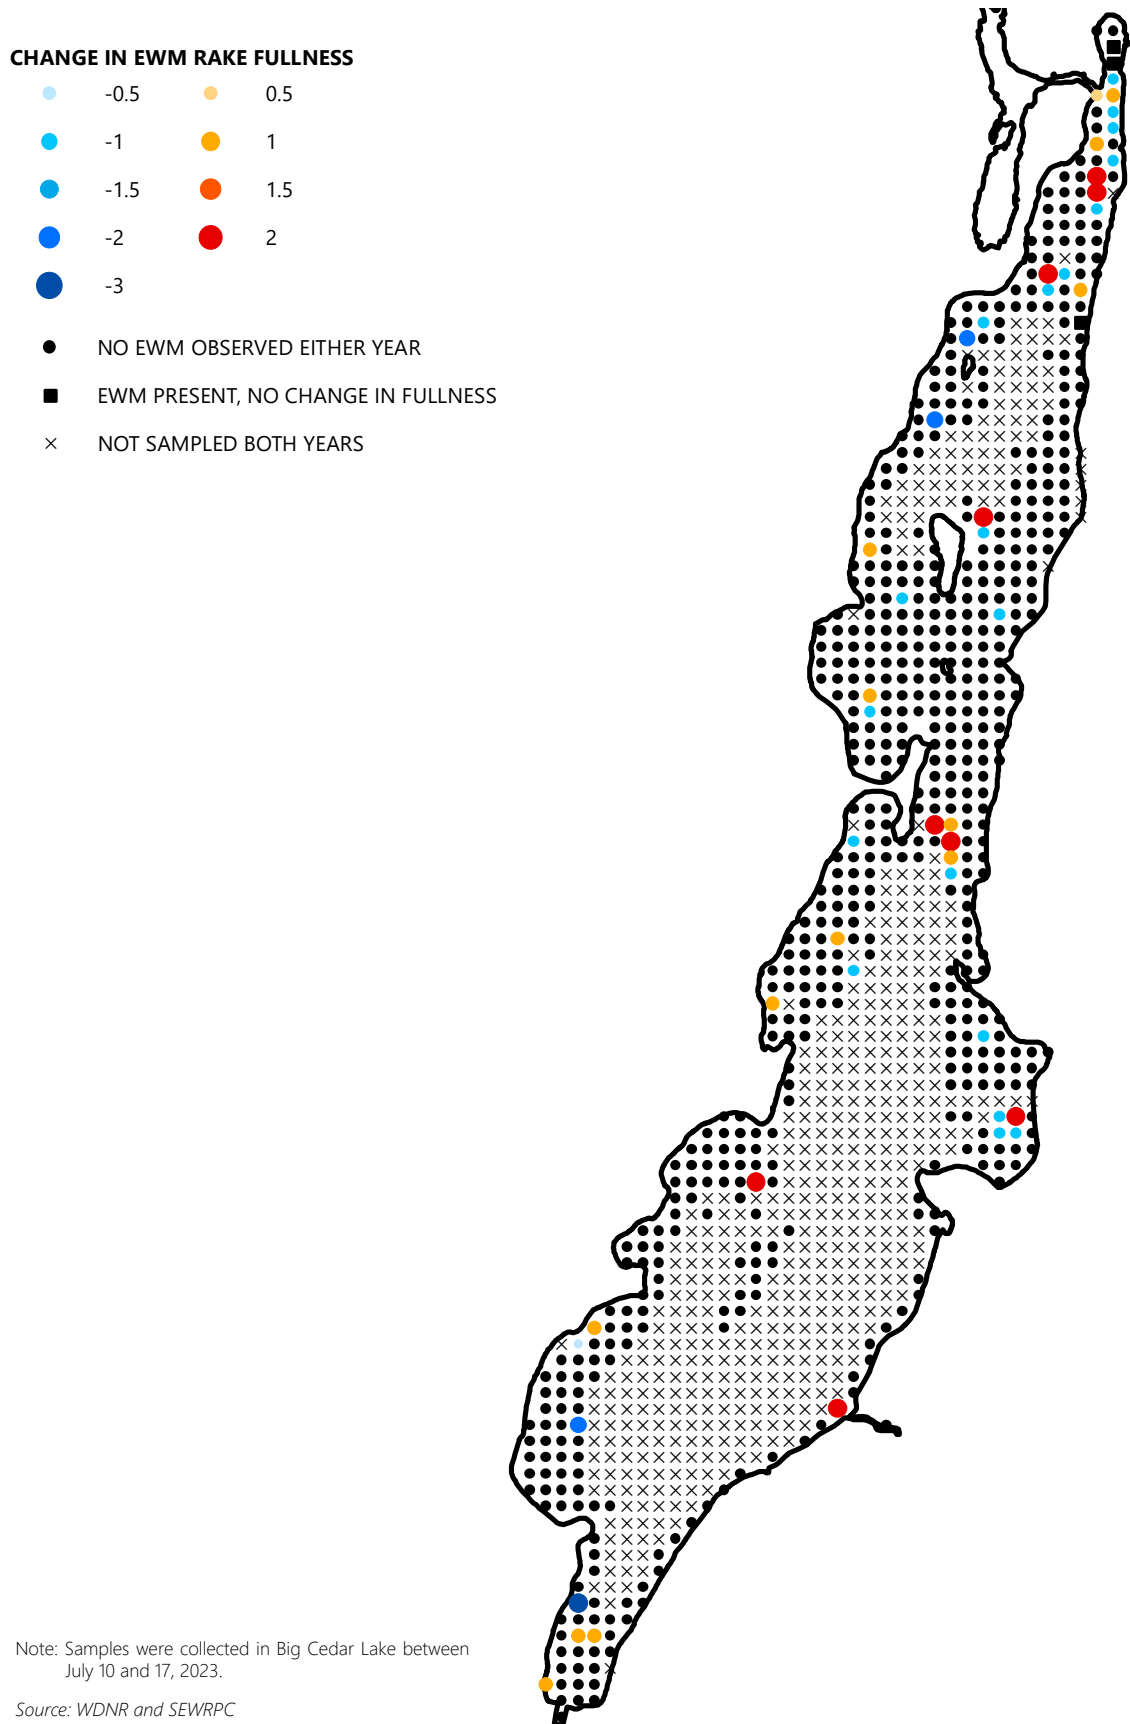 CHANGE IN EWM RAKE FULLNESS
-0.5 0.5
-1 1
-1.5 1.5
-2 2
-3
NO EWM OBSERVED EITHER YEAR
EWM PRESENT, NO CHANGE IN FULLNESS
NOT SAMPLED BOTH YEARS
Note: Samples were collected in Big Cedar Lake between
July 10 and 17, 2023.
Source: WDNR and SEWRPC